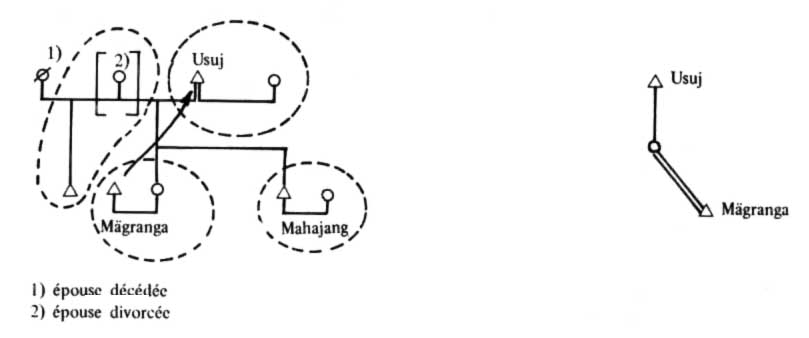 1)
2)
Usuj
Usuj
Mägranga
Mägranga
Mahajang
1) épouse décédée
2) épouse divorcée